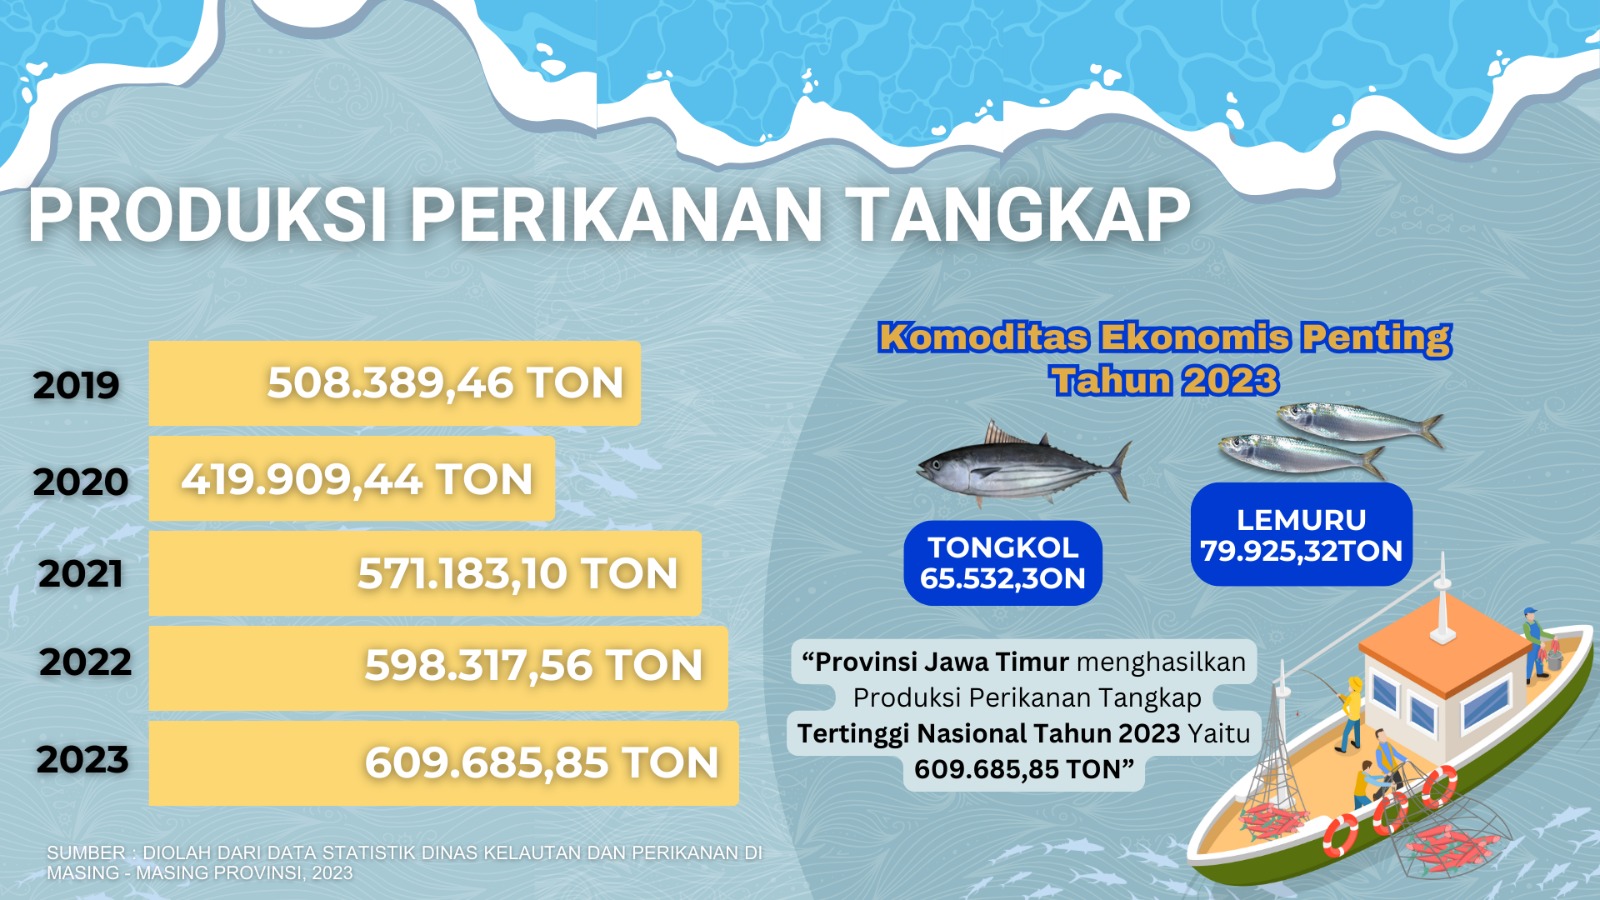 PRODUKSI PERIKANAN TANGKAP
2019
508.389,46 TON
2020
419.909,44 TON
2021
571.183,10 TON
2022
598.317,56 TON
2023
609.685,85 TON
Komoditas Ekonomis Penting
Tahun 2023
TONGKOL
65.532,3ON
LEMURU
79.925,32TON
“Provinsi Jawa Timur menghasilkan
Produksi Perikanan Tangkap
Tertinggi Nasional Tahun 2023 Yaitu
609.685,85 TON”
SUMBER : DIOLAH DARI DATA STATISTIK DINAS KELAUTAN DAN PERIKANAN DI
MASING - MASING PROVINSI, 2023